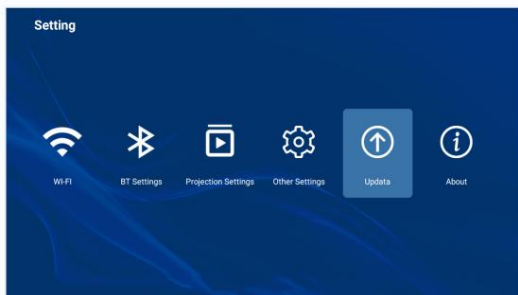 Setting
WI-FI
BT Settings
Projection Settings
Other Settings
Updata
About